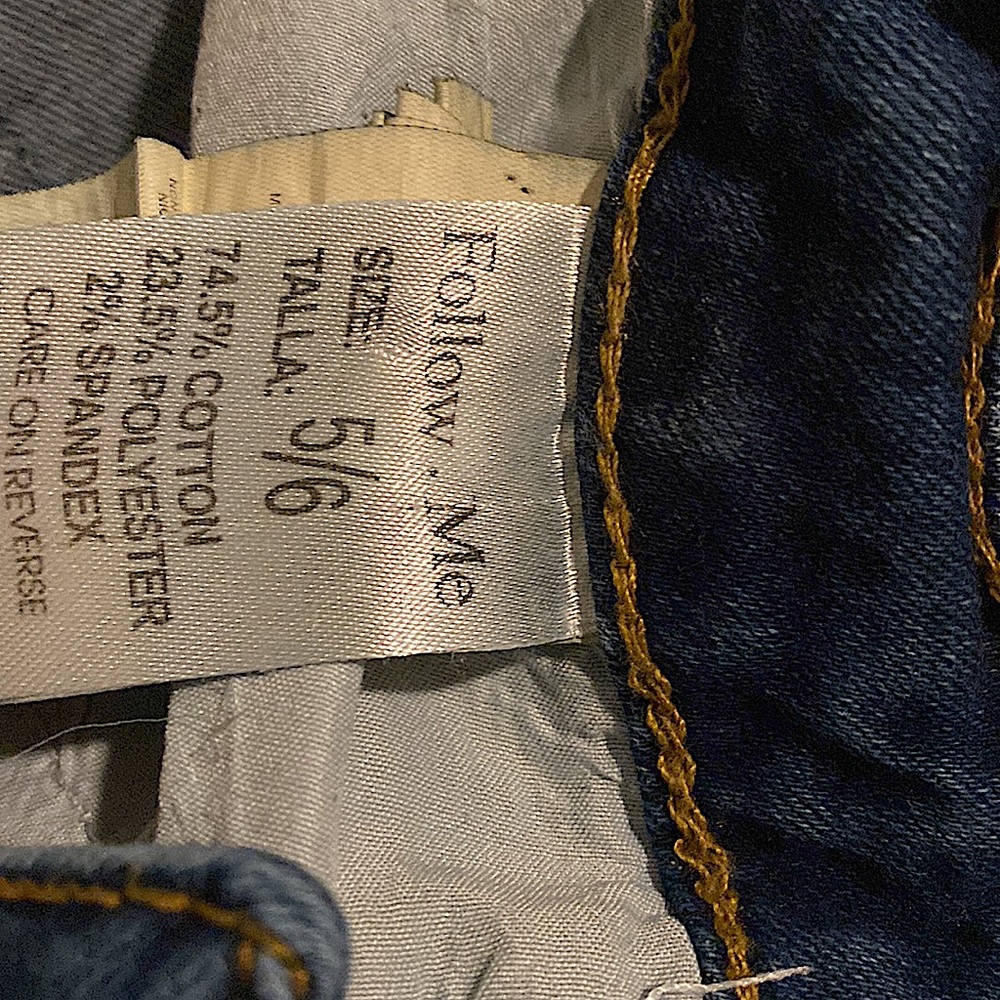 Follow · Me
SIZE:
TALLA: 5/6
74.5% COTTON
23.5% POLYESTER
2% SPANDEX
CARE ON REVERSE